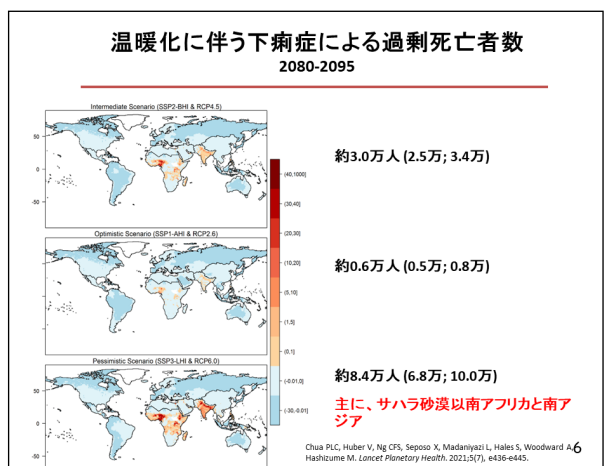 温暖化に伴う下痢症による過剰死亡者数
2080-2095
Intermediate Scenario (SSP2-BHI & RCP4.5)
50
0
-50
約3.0万人 (2.5万; 3.4万)
(40,1000]
(30,40]
(20,30]
(10,20]
(5,10]
(1,5]
(0,1]
(-0.01,0]
(-30,-0.01]
Optimistic Scenario (SSP1-AHI & RCP2.6)
50
0
-50
約0.6万人 (0.5万; 0.8万)
Pessimistic Scenario (SSP3-LHI & RCP6.0)
50
0
-50
約8.4万人 (6.8万; 10.0万)
主に、サハラ砂漠以南アフリカと南ア
ジア
Chua PLC, Huber V, Ng CFS, Seposo X, Madaniyazi L, Hales S, Woodward A,
Hashizume M. Lancet Planetary Health. 2021;5(7), e436-e445.
6